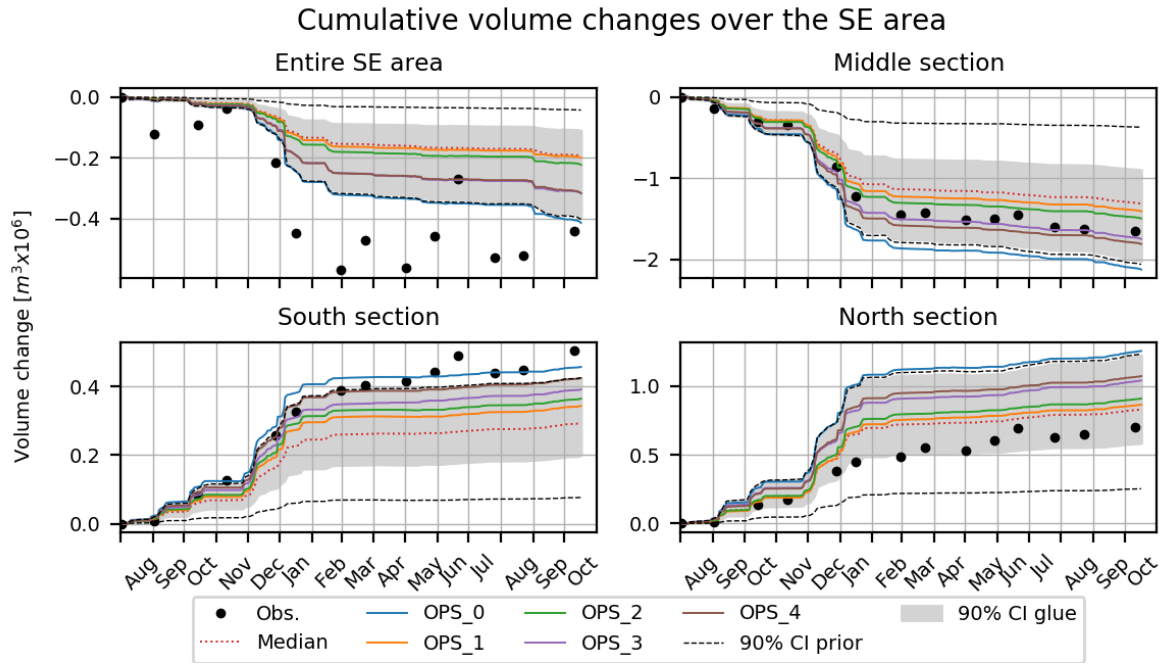 Cumulative volume changes over the SE area
Entire SE area
Middle section
0.0
−0.2
−0.4
0
−1
−2
Volume change [m³x10⁶]
South section
North section
0.4
0.2
0.0
1.0
0.5
0.0
Aug Sep Oct Nov Dec Jan Feb Mar Apr May Jun Jul Aug Sep Oct
Aug Sep Oct Nov Dec Jan Feb Mar Apr May Jun Jul Aug Sep Oct
Obs. OPS_0 OPS_2 OPS_4 90% CI glue
Median OPS_1 OPS_3 90% CI prior